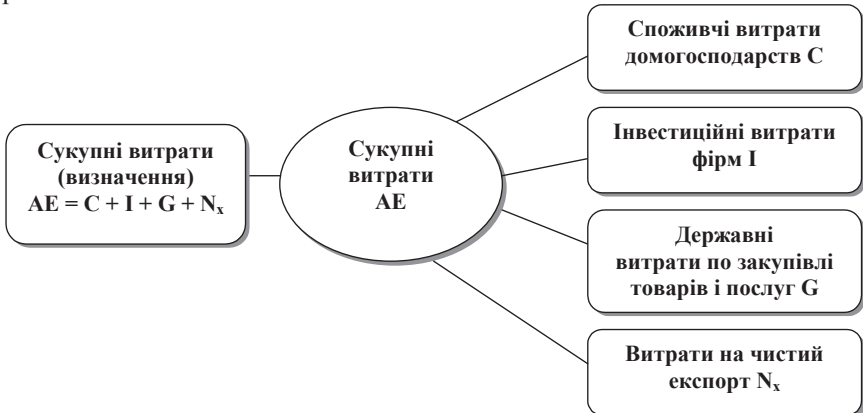 Сукупні витрати
(визначення)
AE = C + I + G + Nx
Сукупні
витрати
AE
Споживчі витрати
домогосподарств С
Інвестиційні витрати
фірм І
Державні
витрати по закупівлі
товарів і послуг G
Витрати на чистий
експорт Nx